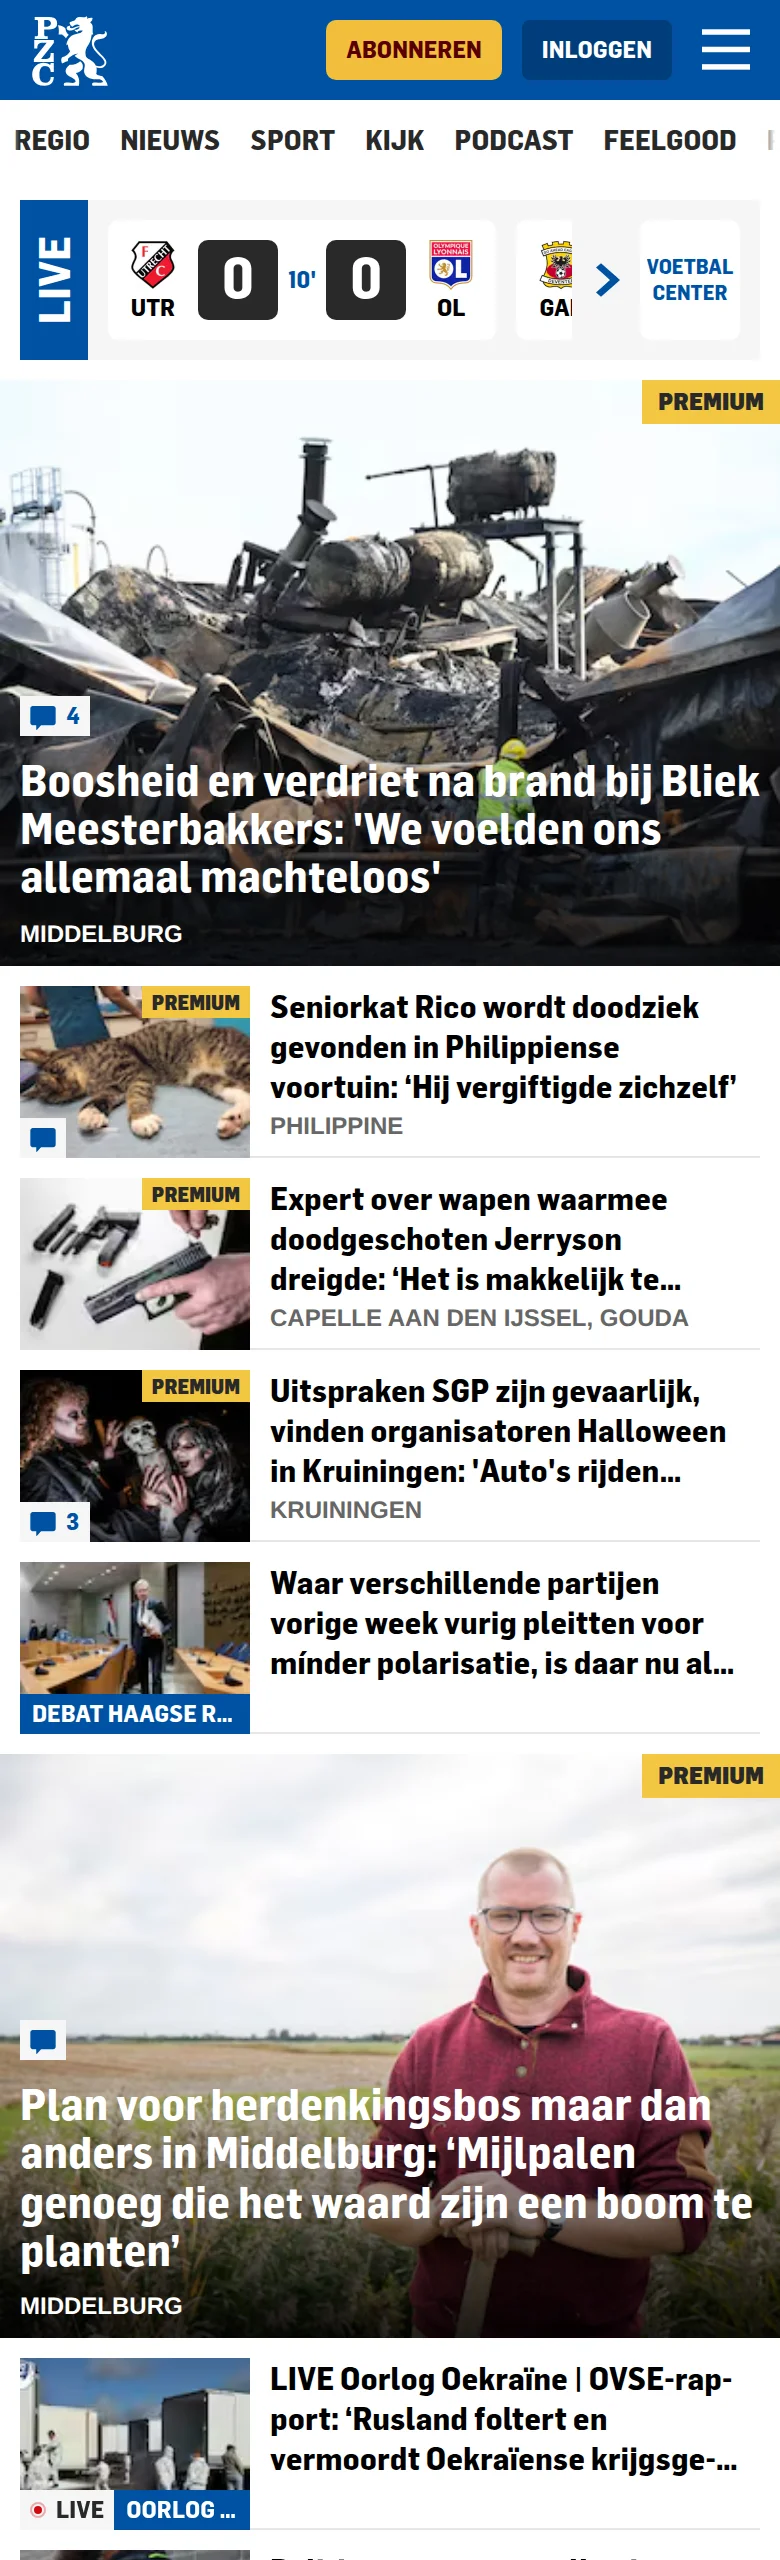 PZC
ABONNEREN
INLOGGEN
REGIO NIEUWS SPORT KIJK PODCAST FEELGOOD
LIVE
UTR
0
10'
0
OL
VOETBAL
CENTER
PREMIUM
4
Boosheid en verdriet na brand bij Bliek
Meesterbakkers: 'We voelden ons
allemaal machteloos'
MIDDELBURG
PREMIUM
Seniorkat Rico wordt doodziek
gevonden in Philippiense
voortuin: ‘Hij vergiftigde zichzelf’
PHILIPPINE
PREMIUM
Expert over wapen waarmee
doodgeschoten Jerryson
dreigde: ‘Het is makkelijk te...
CAPELLE AAN DEN IJSSEL, GOUDA
PREMIUM
3
Uitspraken SGP zijn gevaarlijk,
vinden organisatoren Halloween
in Kruiningen: 'Auto's rijden...
KRUININGEN
DEBAT HAAGSE R...
Waar verschillende partijen
vorige week vurig pleitten voor
mínder polarisatie, is daar nu al...
PREMIUM
Plan voor herdenkingsbos maar dan
anders in Middelburg: ‘Mijlpalen
genoeg die het waard zijn een boom te
planten’
MIDDELBURG
LIVE
OORLOG ...
LIVE Oorlog Oekraïne | OVSE-rap-
port: ‘Rusland foltert en
vermoordt Oekraïense krijgsge-...